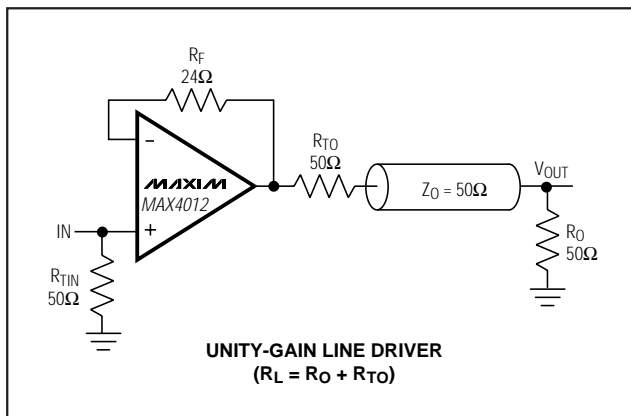 RF
24Ω
RTO
50Ω
−
MAXIM
MAX4012
ZO = 50Ω
VOUT
IN
+
RTIN
50Ω
RO
50Ω
UNITY-GAIN LINE DRIVER
(RL = RO + RTO)